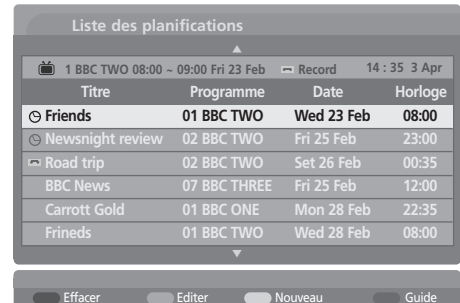 Liste des planifications
1 BBC TWO 08:00 ~ 09:00 Fri 23 Feb Record 14 : 35 3 Apr
Titre Programme Date Horloge
Friends 01 BBC TWO Wed 23 Feb 08:00
Newsnight review 02 BBC TWO Fri 25 Feb 23:00
Road trip 02 BBC TWO Set 26 Feb 00:35
BBC News 07 BBC THREE Fri 25 Feb 12:00
Carrott Gold 01 BBC ONE Mon 28 Feb 22:35
Frineds 01 BBC TWO Wed 28 Feb 08:00
Effacer Editer Nouveau Guide